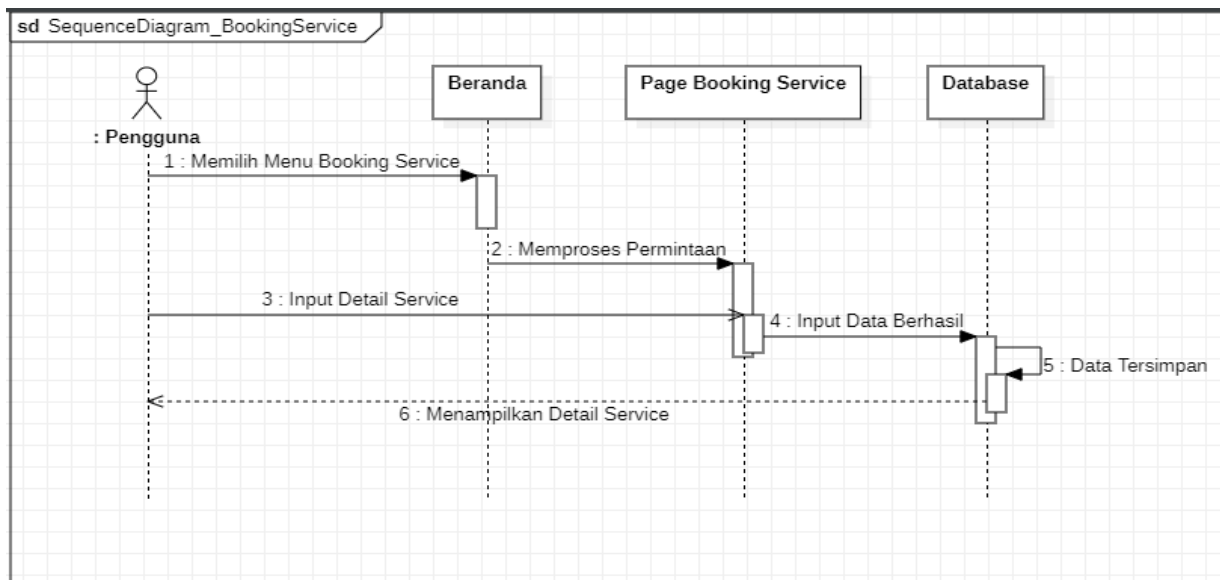 sd SequenceDiagram_BookingService
: Pengguna
Beranda
Page Booking Service
Database
1 : Memilih Menu Booking Service
2 : Memproses Permintaan
3 : Input Detail Service
4 : Input Data Berhasil
5 : Data Tersimpan
6 : Menampilkan Detail Service